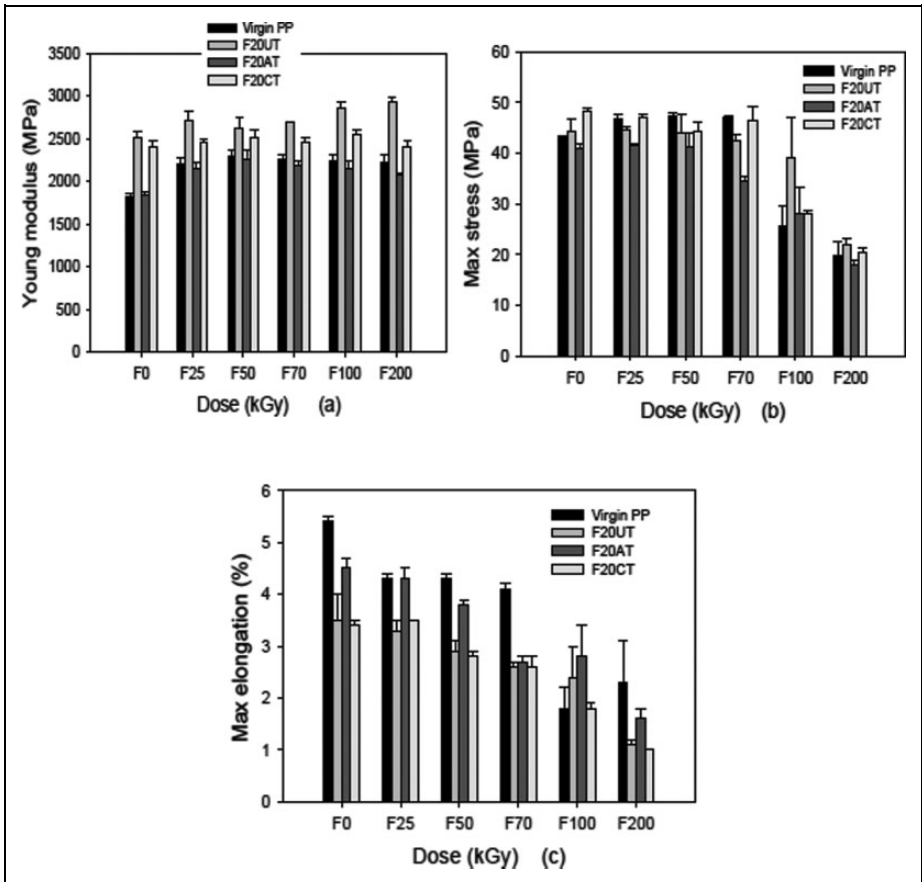 Virgin PP
F20UT
F20AT
F20CT
Young modulus (MPa)
3500
3000
2500
2000
1500
1000
500
0
F0 F25 F50 F70 F100 F200
Dose (kGy) (a)
Max stress (MPa)
60
50
40
30
20
10
0
Virgin PP
F20UT
F20AT
F20CT
F0 F25 F50 F70 F100 F200
Dose (kGy) (b)
Max elongation (%)
6
5
4
3
2
1
0
Virgin PP
F20UT
F20AT
F20CT
F0 F25 F50 F70 F100 F200
Dose (kGy) (c)